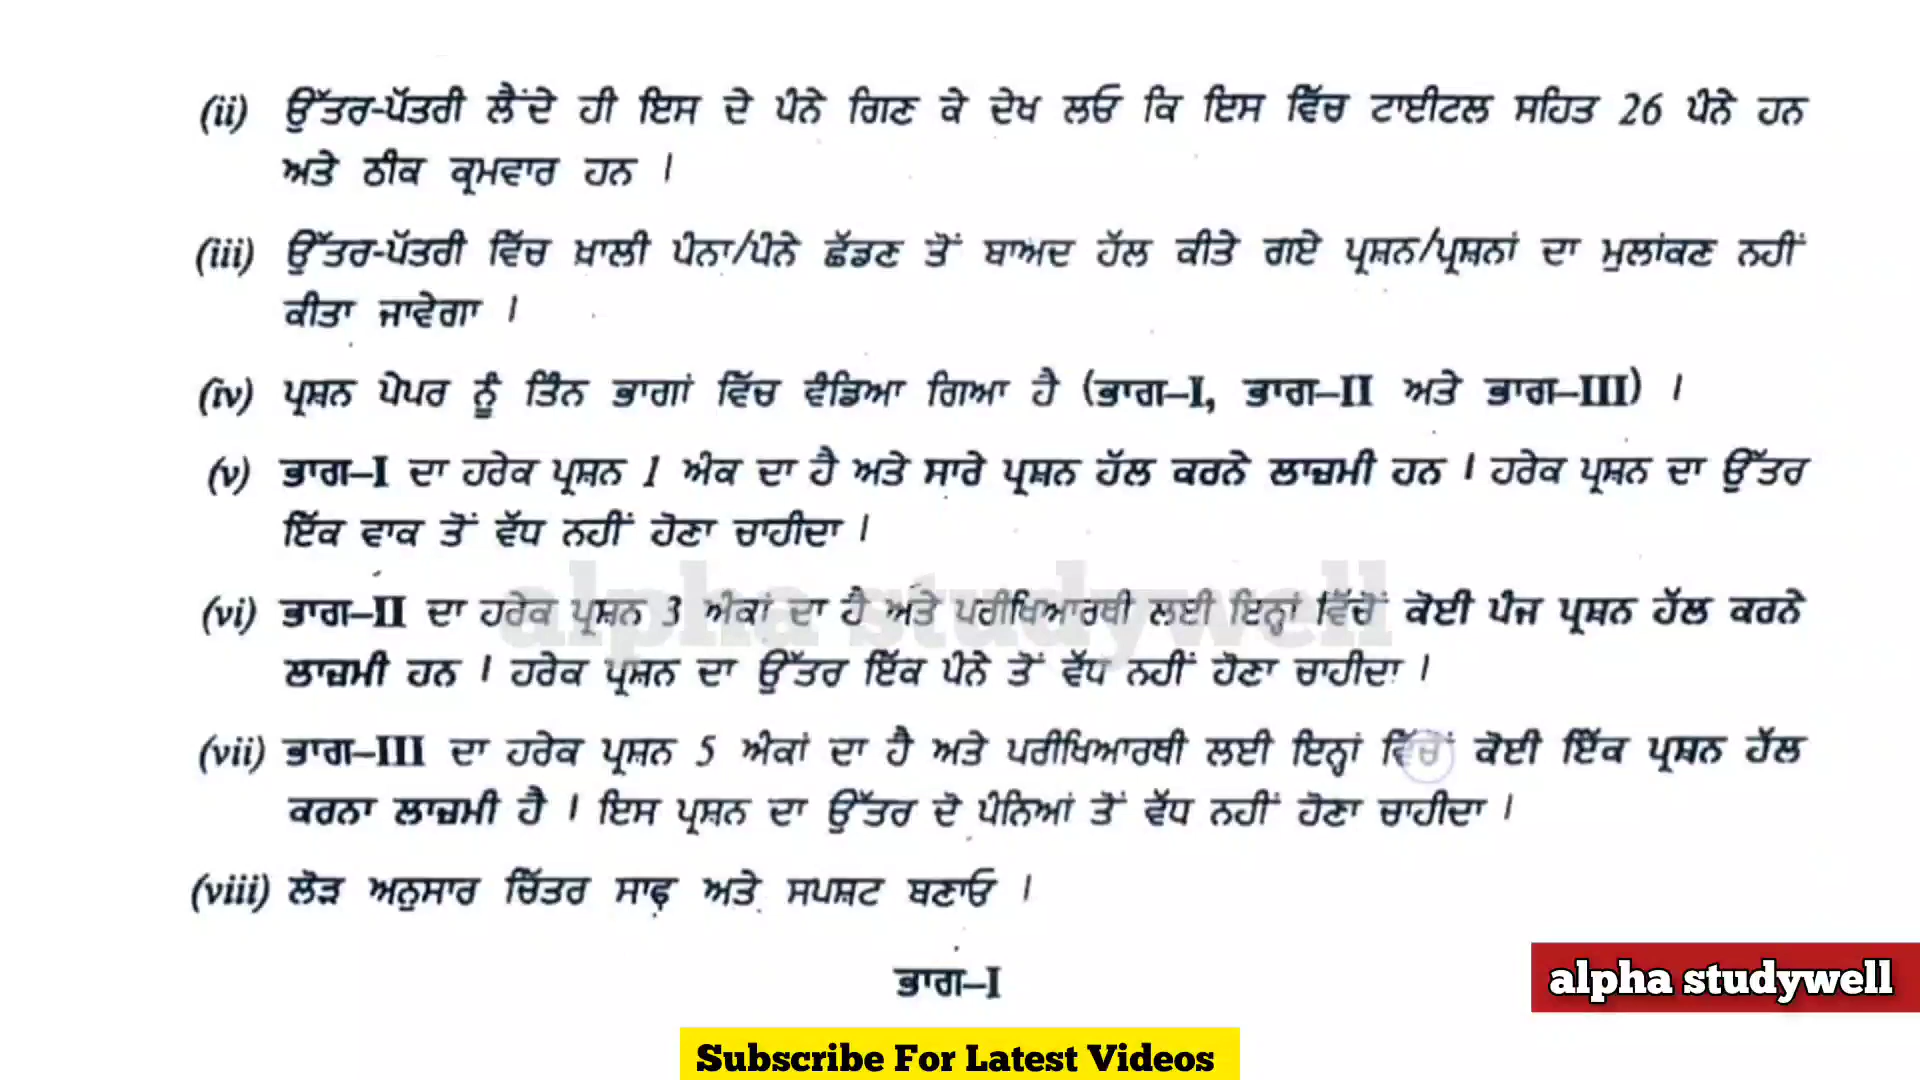 (ii) ਉੱਤਰ-ਪੱਤਰੀ ਲੈਂਦੇ ਹੀ ਇਸ ਦੇ ਪੰਨੇ ਗਿਣ ਕੇ ਦੇਖ ਲਓ ਕਿ ਇਸ ਵਿੱਚ ਟਾਈਟਲ ਸਹਿਤ 26 ਪੰਨੇ ਹਨ
ਅਤੇ ਠੀਕ ਕ੍ਰਮਵਾਰ ਹਨ ।
(iii) ਉੱਤਰ-ਪੱਤਰੀ ਵਿੱਚ ਖ਼ਾਲੀ ਪੰਨਾ/ਪੰਨੇ ਛੱਡਣ ਤੋਂ ਬਾਅਦ ਹੱਲ ਕੀਤੇ ਗਏ ਪ੍ਰਸ਼ਨ/ਪ੍ਰਸ਼ਨਾਂ ਦਾ ਮੁਲਾਂਕਣ ਨਹੀਂ
ਕੀਤਾ ਜਾਵੇਗਾ ।
(iv) ਪ੍ਰਸ਼ਨ ਪੇਪਰ ਨੂੰ ਤਿੰਨ ਭਾਗਾਂ ਵਿੱਚ ਵੰਡਿਆ ਗਿਆ ਹੈ (ਭਾਗ–I, ਭਾਗ–II ਅਤੇ ਭਾਗ–III) ।
(v) ਭਾਗ–I ਦਾ ਹਰੇਕ ਪ੍ਰਸ਼ਨ 1 ਅੰਕ ਦਾ ਹੈ ਅਤੇ ਸਾਰੇ ਪ੍ਰਸ਼ਨ ਹੱਲ ਕਰਨੇ ਲਾਜ਼ਮੀ ਹਨ । ਹਰੇਕ ਪ੍ਰਸ਼ਨ ਦਾ ਉੱਤਰ
ਇੱਕ ਵਾਕ ਤੋਂ ਵੱਧ ਨਹੀਂ ਹੋਣਾ ਚਾਹੀਦਾ ।
(vi) ਭਾਗ–II ਦਾ ਹਰੇਕ ਪ੍ਰਸ਼ਨ 3 ਅੰਕਾਂ ਦਾ ਹੈ ਅਤੇ ਪਰੀਖਿਆਰਥੀ ਲਈ ਇਨ੍ਹਾਂ ਵਿੱਚੋਂ ਕੋਈ ਪੰਜ ਪ੍ਰਸ਼ਨ ਹੱਲ ਕਰਨੇ
alpha studywell
ਲਾਜ਼ਮੀ ਹਨ । ਹਰੇਕ ਪ੍ਰਸ਼ਨ ਦਾ ਉੱਤਰ ਇੱਕ ਪੰਨੇ ਤੋਂ ਵੱਧ ਨਹੀਂ ਹੋਣਾ ਚਾਹੀਦਾ ।
(vii) ਭਾਗ–III ਦਾ ਹਰੇਕ ਪ੍ਰਸ਼ਨ 5 ਅੰਕਾਂ ਦਾ ਹੈ ਅਤੇ ਪਰੀਖਿਆਰਥੀ ਲਈ ਇਨ੍ਹਾਂ ਵਿੱਚੋਂ ਕੋਈ ਇੱਕ ਪ੍ਰਸ਼ਨ ਹੱਲ
ਕਰਨਾ ਲਾਜ਼ਮੀ ਹੈ । ਇਸ ਪ੍ਰਸ਼ਨ ਦਾ ਉੱਤਰ ਦੋ ਪੰਨਿਆਂ ਤੋਂ ਵੱਧ ਨਹੀਂ ਹੋਣਾ ਚਾਹੀਦਾ ।
(viii) ਲੋੜ ਅਨੁਸਾਰ ਚਿੱਤਰ ਸਾਫ਼ ਅਤੇ ਸਪਸ਼ਟ ਬਣਾਓ ।
ਭਾਗ–I
alpha studywell
Subscribe For Latest Videos